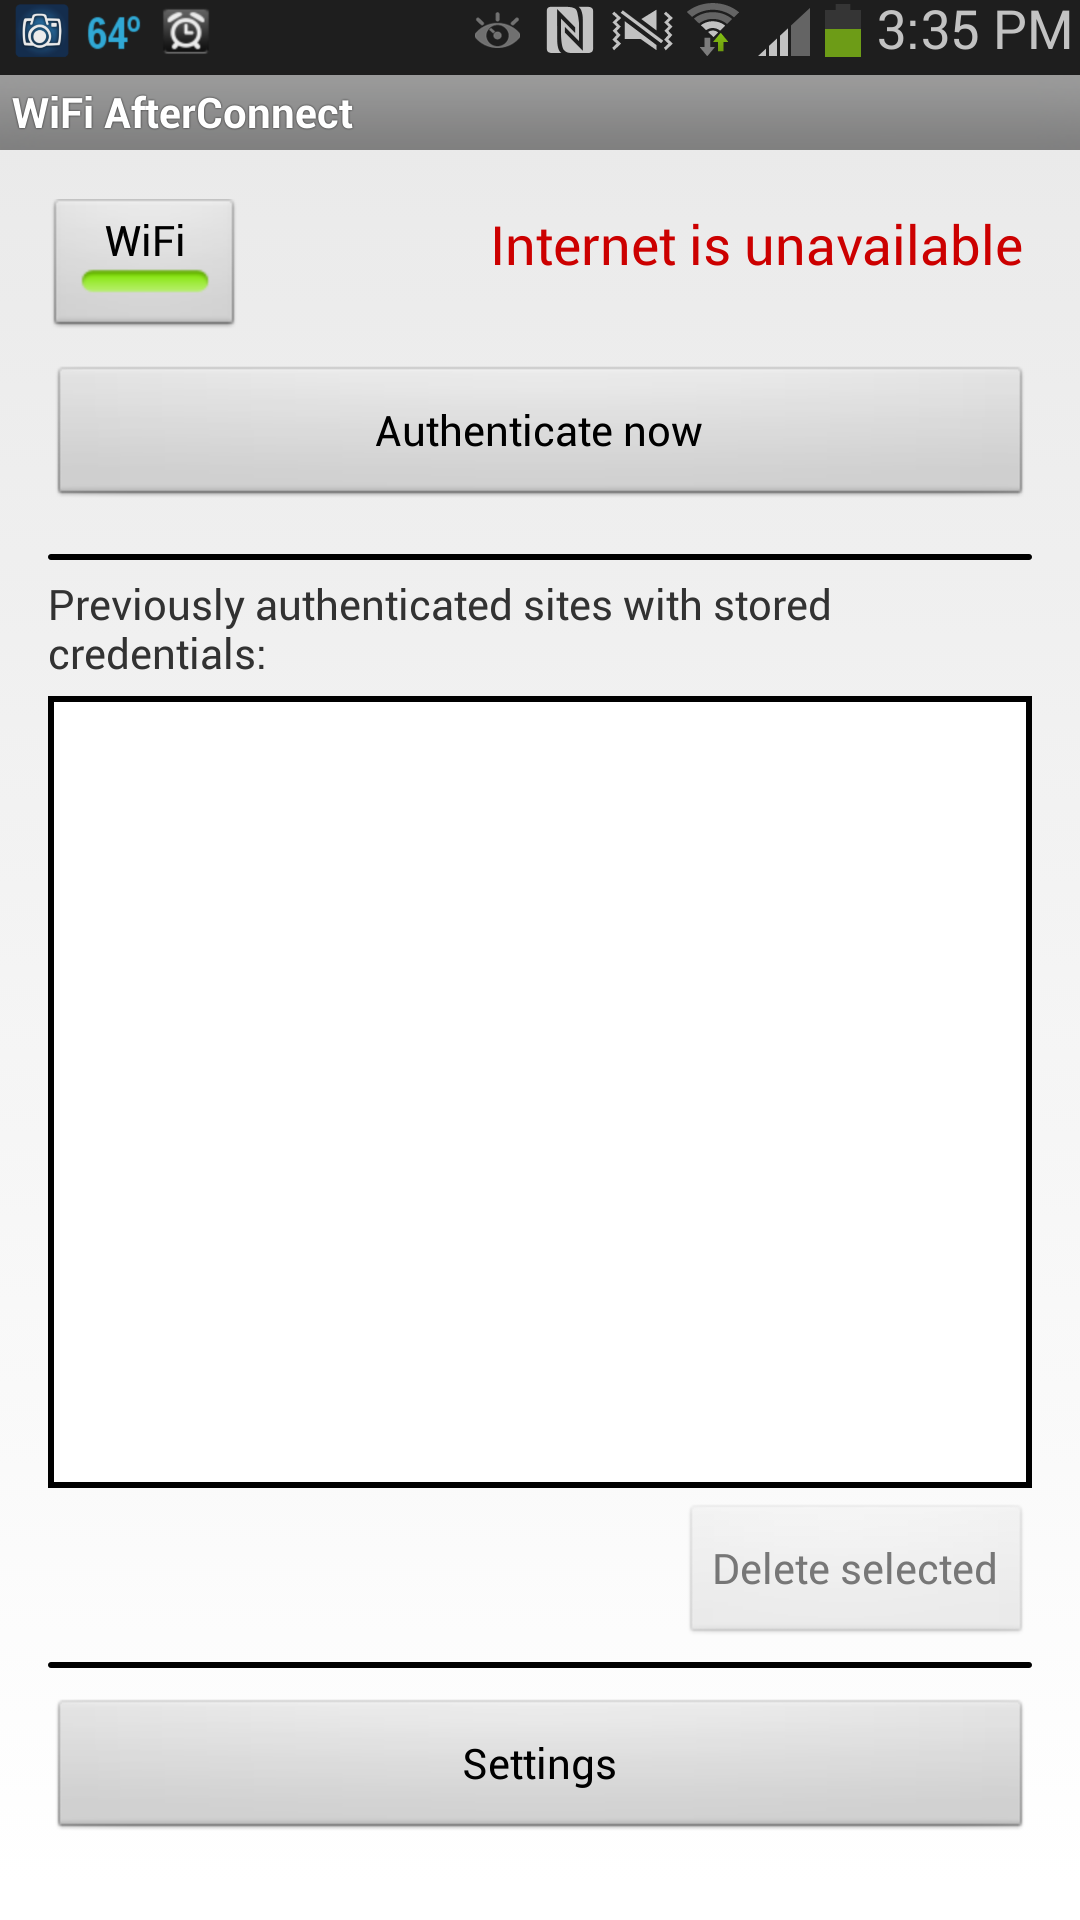 64° 3:35 PM
WiFi AfterConnect
WiFi
Internet is unavailable
Authenticate now
Previously authenticated sites with stored
credentials:
Delete selected
Settings